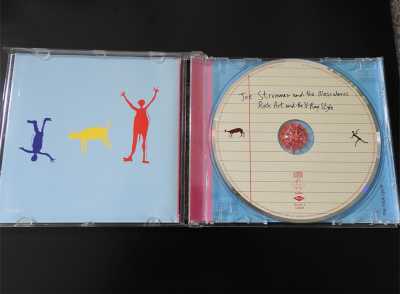 Joe Strummer and the Mescaleros
Rock Art and the X-Ray Style